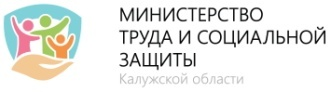 МИНИСТЕРСТВО
ТРУДА И СОЦИАЛЬНОЙ
ЗАЩИТЫ
Калужской области